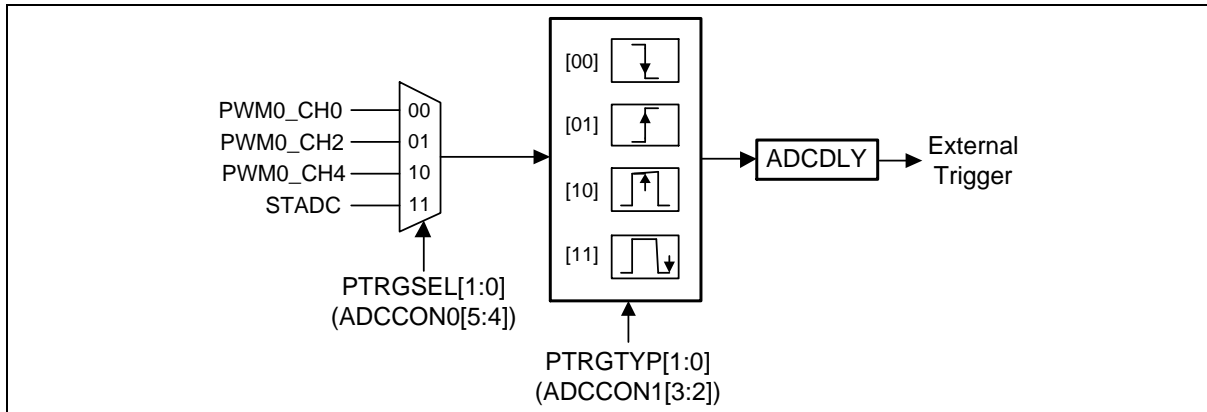 PWM0_CH0
00
PWM0_CH2
01
PWM0_CH4
10
STADC
11
PTRGSEL[1:0]
(ADCCON0[5:4])
[00]
[01]
[10]
[11]
PTRGTYP[1:0]
(ADCCON1[3:2])
ADCDLY
External
Trigger